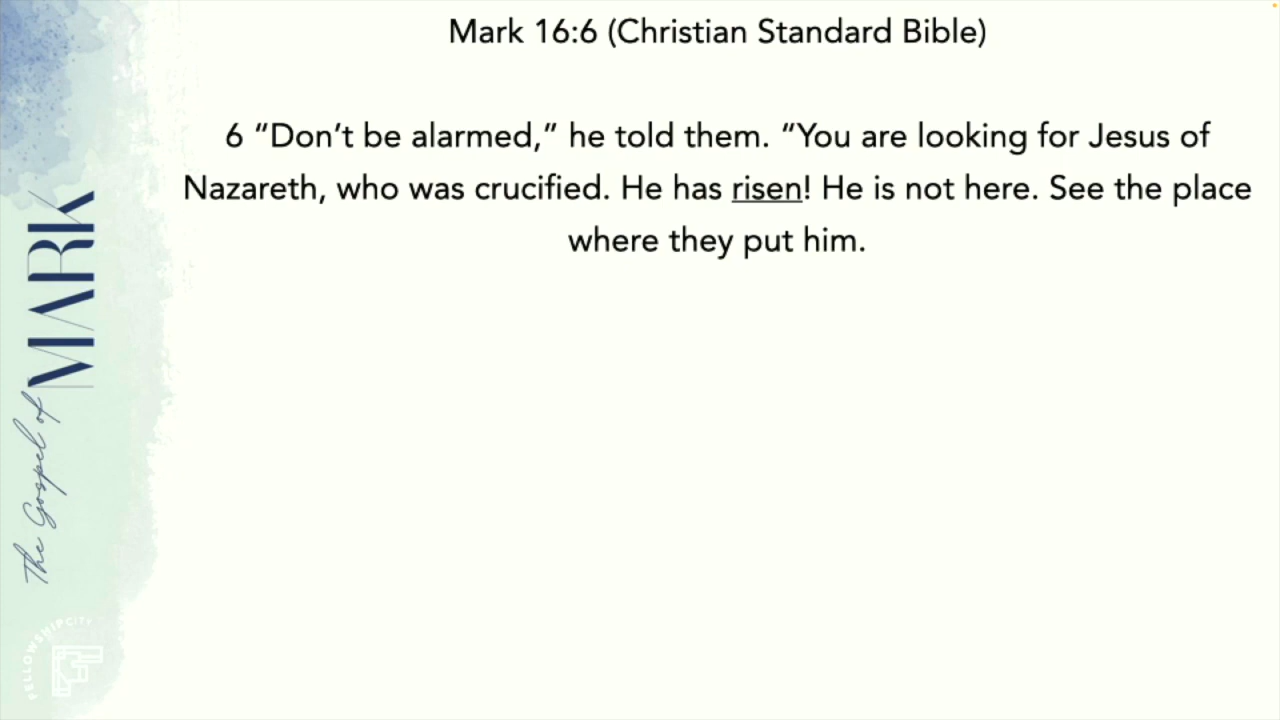 Mark 16:6 (Christian Standard Bible)
6 “Don’t be alarmed,” he told them. “You are looking for Jesus of
Nazareth, who was crucified. He has risen! He is not here. See the place
where they put him.
The Gospel of
MARK
FELLOWSHIPCITY